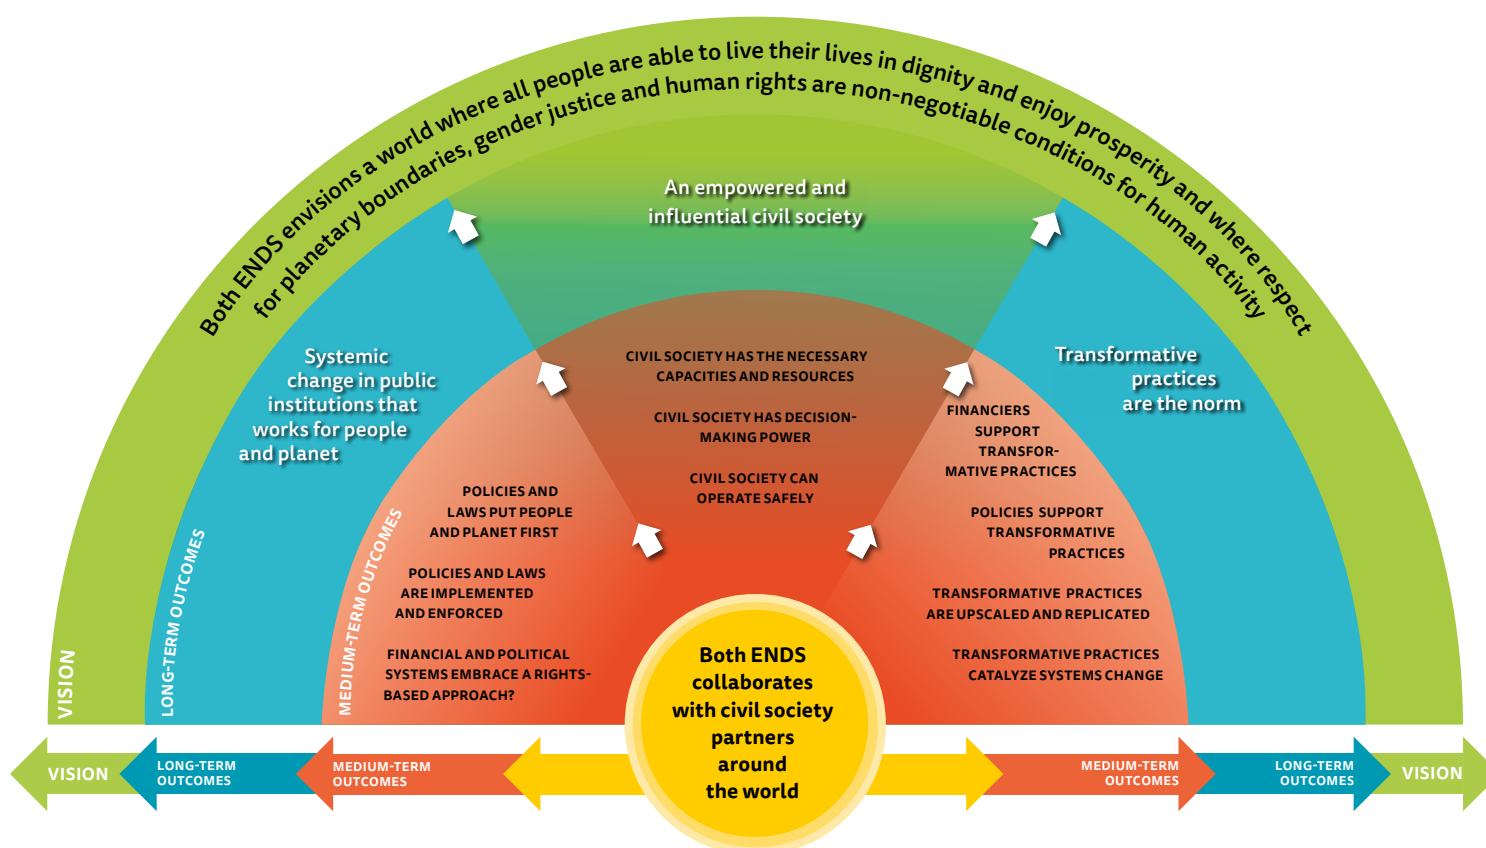 Both ENDS envisions a world where all people are able to live their lives in dignity and enjoy prosperity and where respect
for planetary boundaries, gender justice and human rights are non-negotiable conditions for human activity
An empowered and
influential civil society
Systemic
change in public
institutions that
works for people
and planet
Transformative
practices
are the norm
CIVIL SOCIETY HAS THE NECESSARY
CAPACITIES AND RESOURCES
CIVIL SOCIETY HAS DECISION-
MAKING POWER
CIVIL SOCIETY CAN
OPERATE SAFELY
POLICIES AND
LAWS PUT PEOPLE
AND PLANET FIRST
POLICIES AND LAWS
ARE IMPLEMENTED
AND ENFORCED
FINANCIAL AND POLITICAL
SYSTEMS EMBRACE A RIGHTS-
BASED APPROACH?
FINANCIERS
SUPPORT
TRANSFOR-
MATIVE PRACTICES
POLICIES SUPPORT
TRANSFORMATIVE
PRACTICES
TRANSFORMATIVE PRACTICES
ARE UPSCALED AND REPLICATED
TRANSFORMATIVE PRACTICES
CATALYZE SYSTEMS CHANGE
VISION
LONG-TERM OUTCOMES
MEDIUM-TERM OUTCOMES
Both ENDS
collaborates
with civil society
partners
around
the world
VISION
LONG-TERM
OUTCOMES
MEDIUM-TERM
OUTCOMES
MEDIUM-TERM
OUTCOMES
LONG-TERM
OUTCOMES
VISION